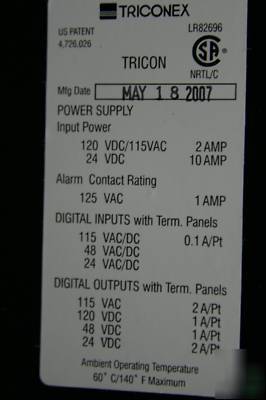 TRICONEX
US PATENT
4,726,026
LR82696
SA
NRTL/C
TRICON
Mfg Date MAY 18 2007
POWER SUPPLY
Input Power
120 VDC/115VAC 2 AMP
24 VDC 10 AMP
Alarm Contact Rating
125 VAC 1 AMP
DIGITAL INPUTS with Term. Panels
115 VAC/DC 0.1 A/Pt
48 VAC/DC
24 VAC/DC
DIGITAL OUTPUTS with Term. Panels
115 VAC 2 A/Pt
120 VDC 1 A/Pt
48 VDC 1 A/Pt
24 VDC 2 A/Pt
Ambient Operating Temperature
60° C/140° F Maximum